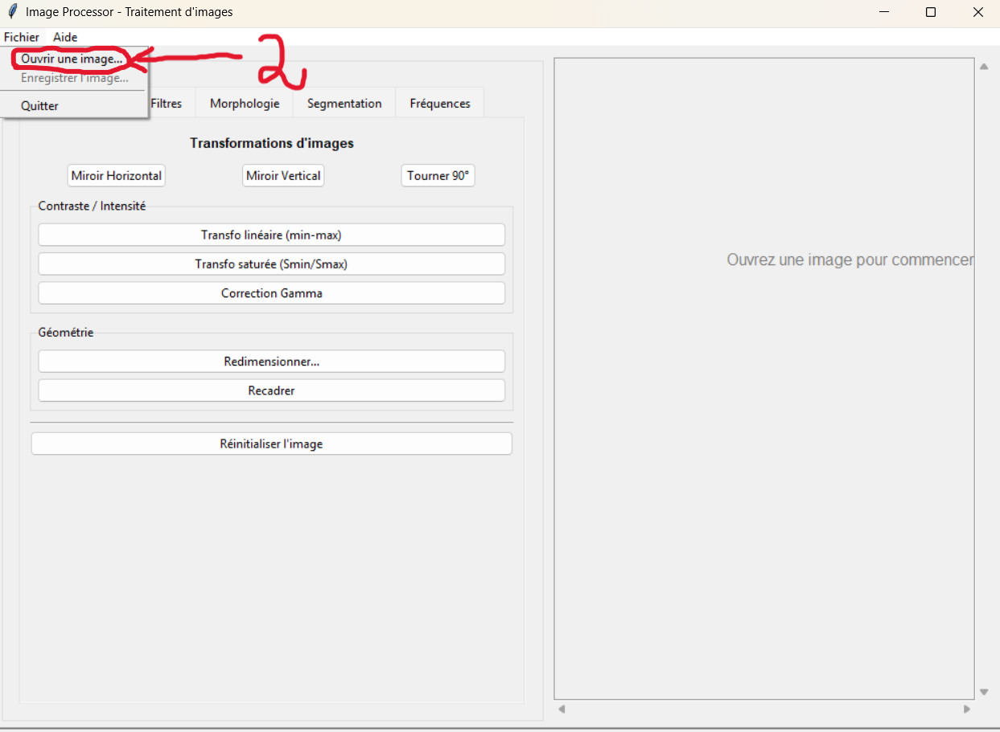 Image Processor - Traitement d'images
Fichier Aide
Ouvrir une image... 2
Enregistrer l'image...
Quitter
Filtres Morphologie Segmentation Fréquences
Transformations d'images
Miroir Horizontal Miroir Vertical Tourner 90°
Contraste / Intensité
Transfo linéaire (min-max)
Transfo saturée (Smin/Smax)
Correction Gamma
Géométrie
Redimensionner...
Recadrer
Réinitialiser l'image
Ouvrez une image pour commencer